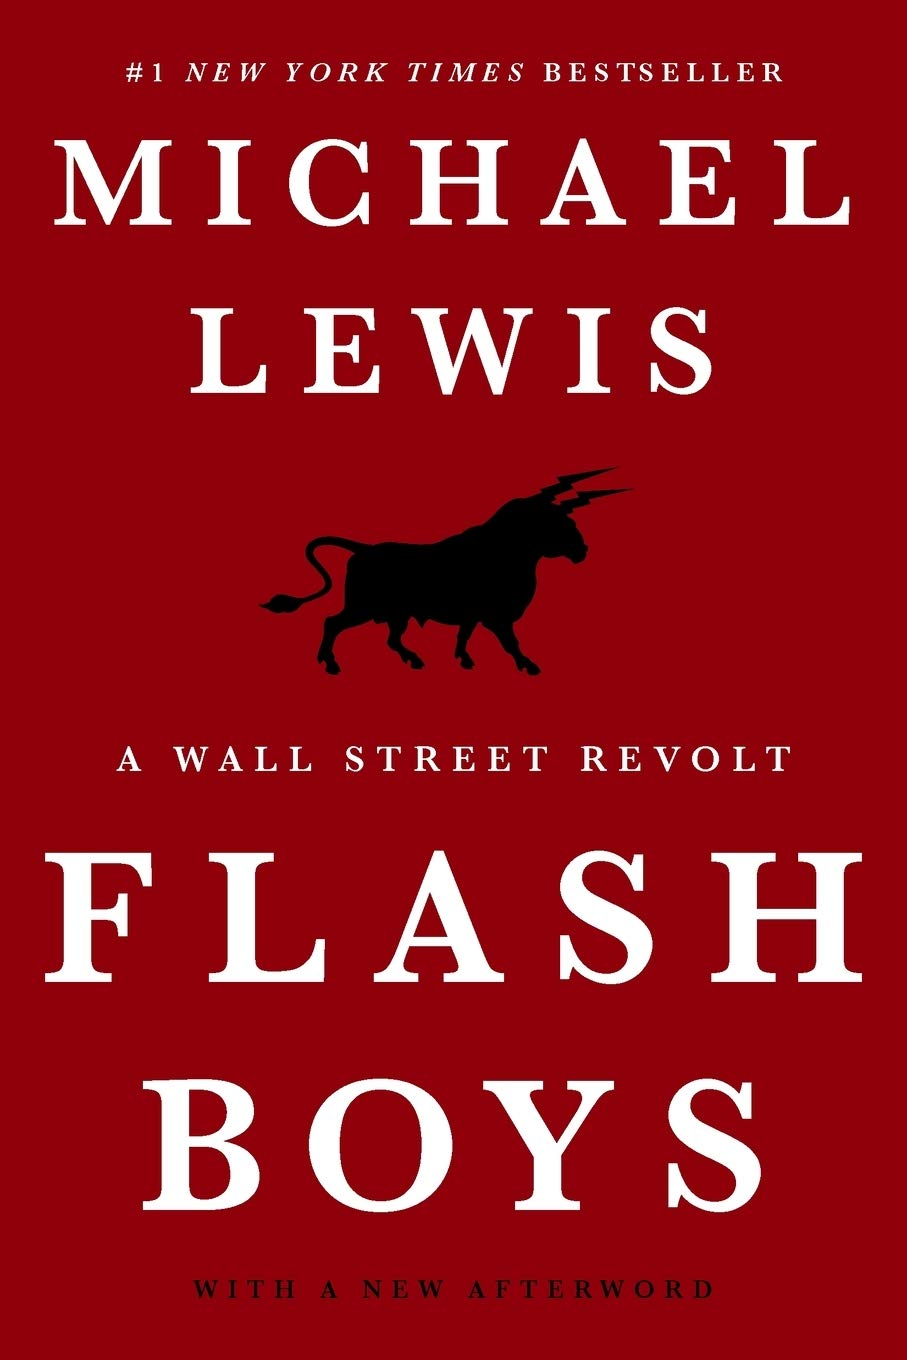 #1 NEW YORK TIMES BESTSELLER
MICHAEL
LEWIS
A WALL STREET REVOLT
FLASH
BOYS
WITH A NEW AFTERWORD